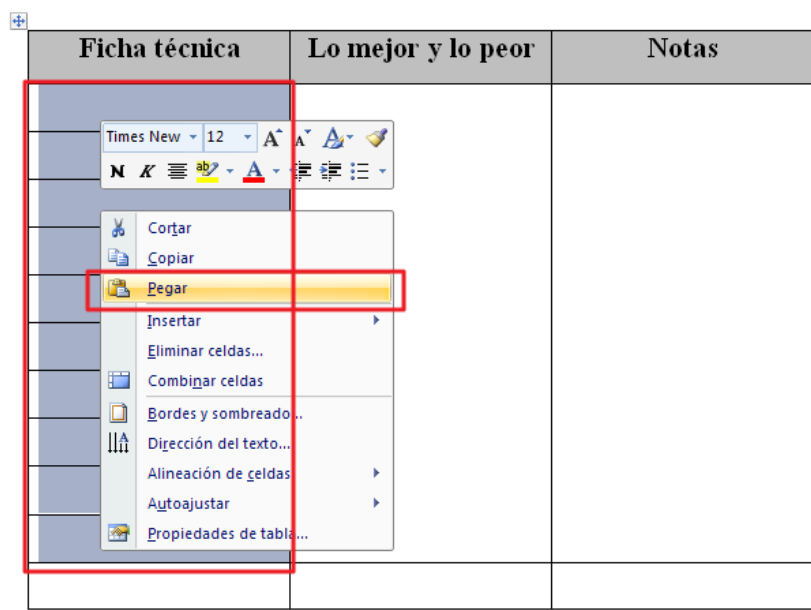 Ficha técnica Lo mejor y lo peor Notas
Times New 12 A A A
N K ab A
Cortar
Copiar
Pegar
Insertar
Eliminar celdas...
Combinar celdas
Bordes y sombreado...
Dirección del texto...
Alineación de celdas
Autoajustar
Propiedades de tabla...